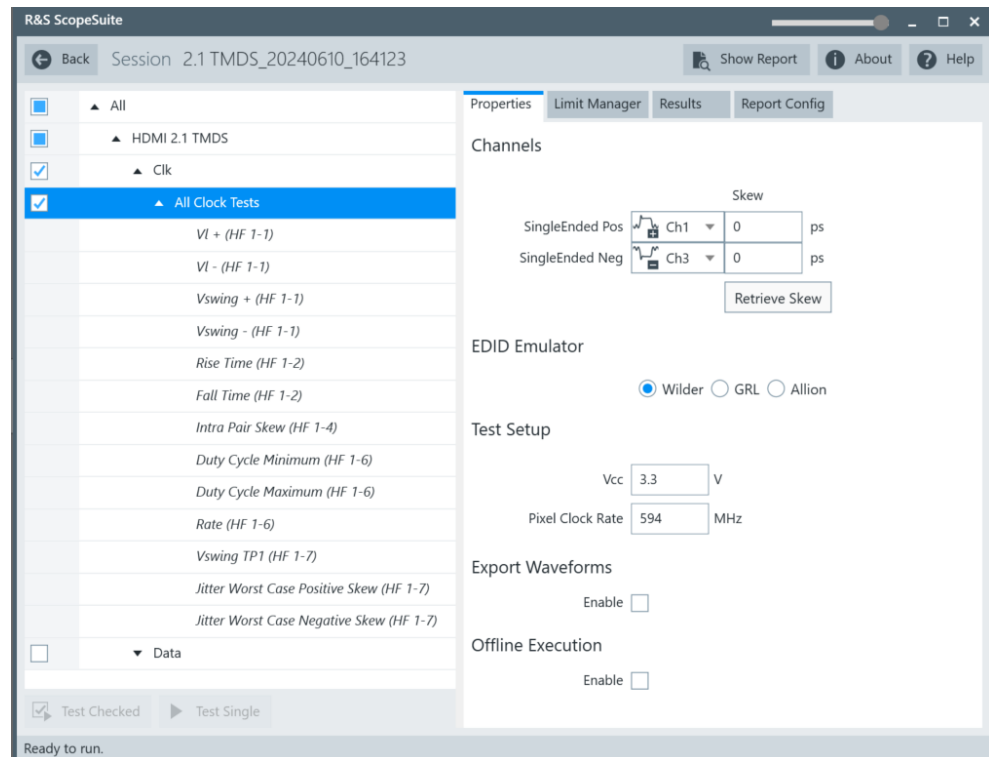 R&S ScopeSuite
Back Session 2.1 TMDS_20240610_164123 Show Report About Help
All
HDMI 2.1 TMDS
Clk
All Clock Tests
Vl + (HF 1-1)
Vl - (HF 1-1)
Vswing + (HF 1-1)
Vswing - (HF 1-1)
Rise Time (HF 1-2)
Fall Time (HF 1-2)
Intra Pair Skew (HF 1-4)
Duty Cycle Minimum (HF 1-6)
Duty Cycle Maximum (HF 1-6)
Rate (HF 1-6)
Vswing TP1 (HF 1-7)
Jitter Worst Case Positive Skew (HF 1-7)
Jitter Worst Case Negative Skew (HF 1-7)
Data
Test Checked Test Single
Properties Limit Manager Results Report Config
Channels
Skew
SingleEnded Pos Ch1 0 ps
SingleEnded Neg Ch3 0 ps
Retrieve Skew
EDID Emulator
Wilder GRL Allion
Test Setup
Vcc 3.3 V
Pixel Clock Rate 594 MHz
Export Waveforms
Enable
Offline Execution
Enable
Ready to run.